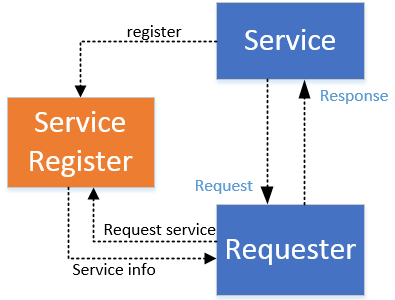 register
Service
Response
Service
Register
Request
Request service
Requester
Service info